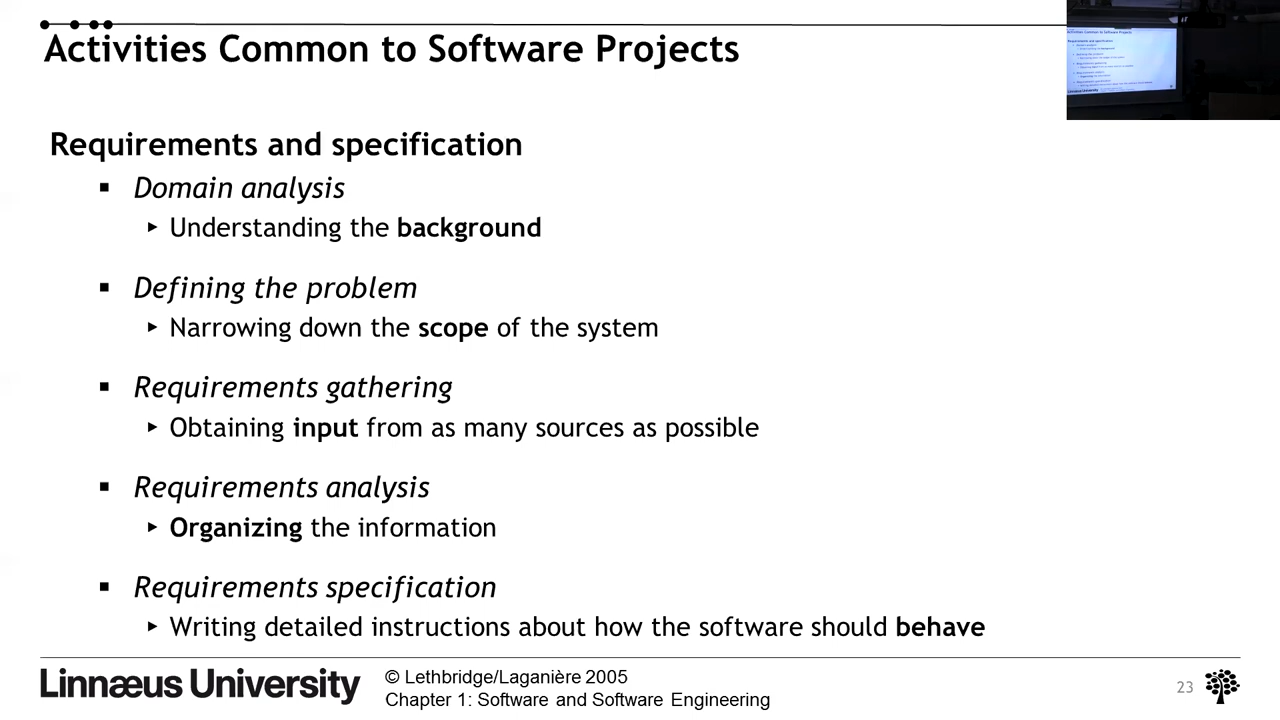 Activities Common to Software Projects
Requirements and specification
▪ Domain analysis
▸ Understanding the background
▪ Defining the problem
▸ Narrowing down the scope of the system
▪ Requirements gathering
▸ Obtaining input from as many sources as possible
▪ Requirements analysis
▸ Organizing the information
▪ Requirements specification
▸ Writing detailed instructions about how the software should behave
Linnæus University
© Lethbridge/Laganière 2005
Chapter 1: Software and Software Engineering
23